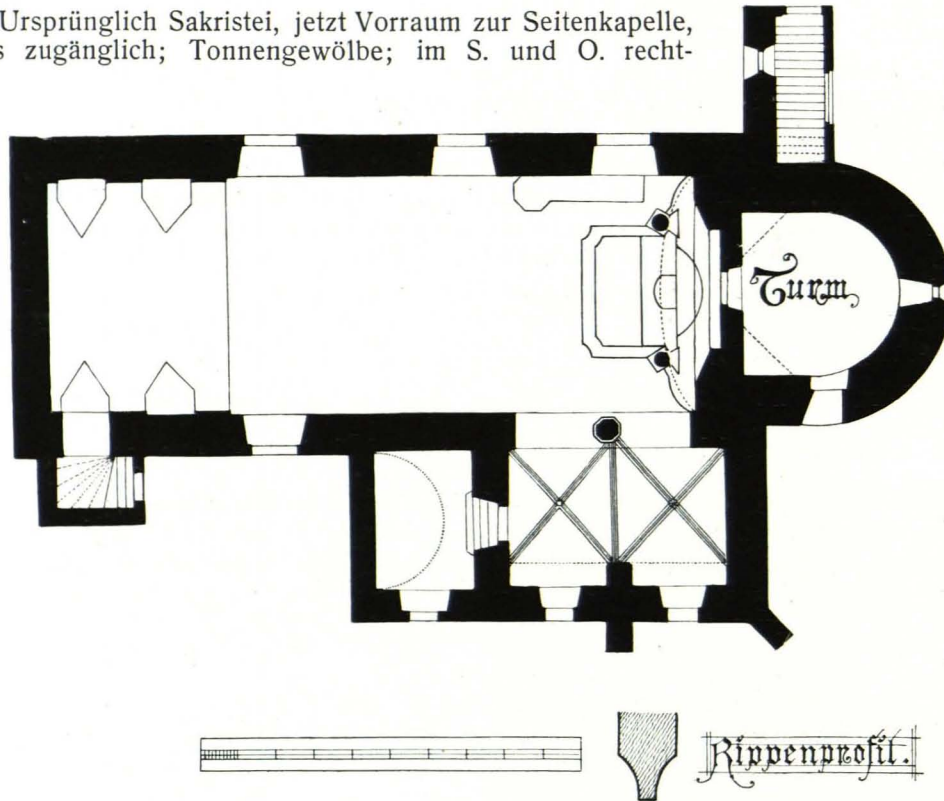 Ursprünglich Sakristei, jetzt Vorraum zur Seitenkapelle,
s zugänglich; Tonnengewölbe; im S. und O. recht-
Turm
Rippenprofil.